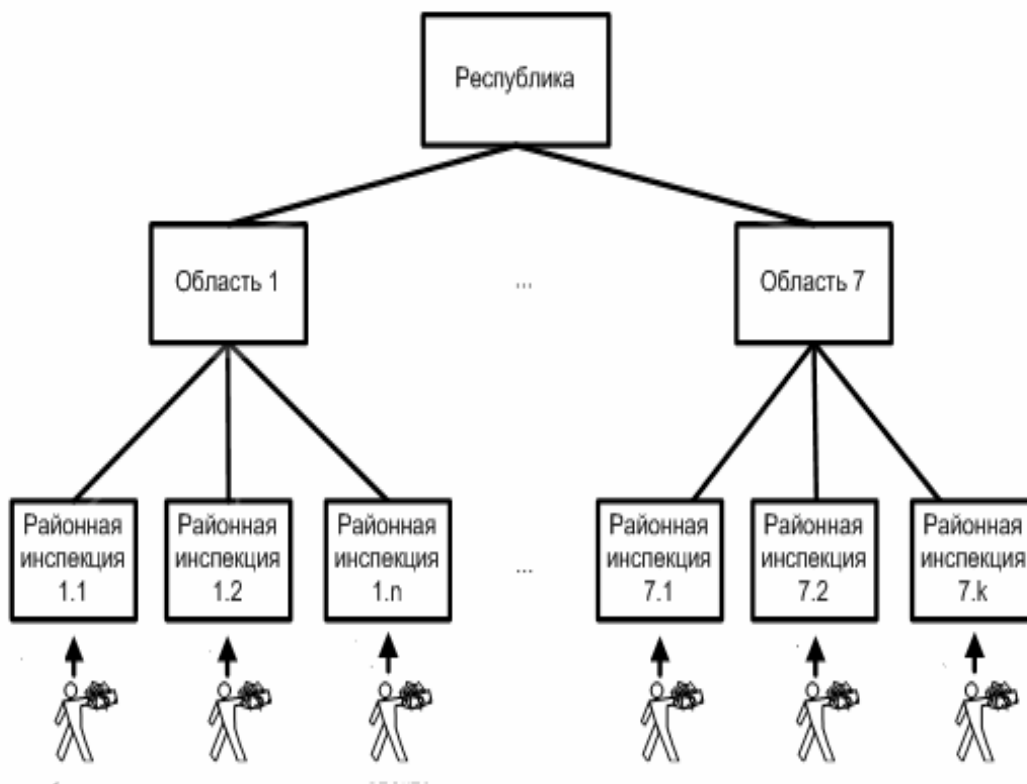 Республика
Область 1
...
Область 7
Районная
инспекция
1.1
Районная
инспекция
1.2
Районная
инспекция
1.n
...
Районная
инспекция
7.1
Районная
инспекция
7.2
Районная
инспекция
7.k